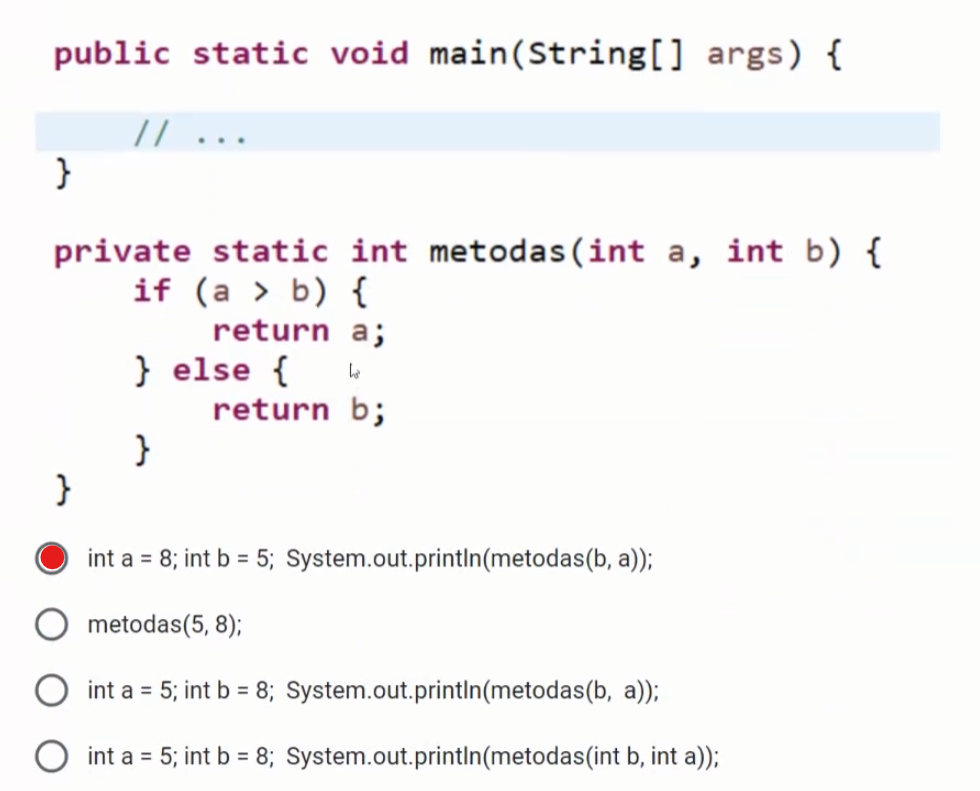 public static void main(String[] args) {
// ...
}
private static int metodas(int a, int b) {
if (a > b) {
return a;
} else {
return b;
}
}
int a = 8; int b = 5; System.out.println(metodas(b, a));
metodas(5, 8);
int a = 5; int b = 8; System.out.println(metodas(b, a));
int a = 5; int b = 8; System.out.println(metodas(int b, int a));